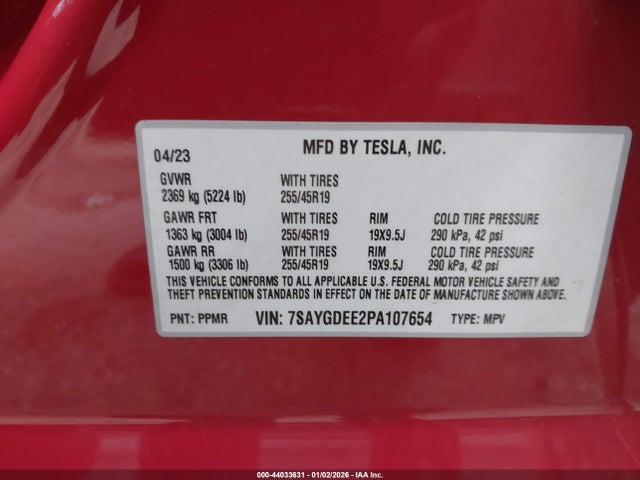 04/23 MFD BY TESLA, INC.
GVWR WITH TIRES
2369 kg (5224 lb) 255/45R19
GAWR FRT WITH TIRES RIM COLD TIRE PRESSURE
1363 kg (3004 lb) 255/45R19 19X9.5J 290 kPa, 42 psi
GAWR RR WITH TIRES RIM COLD TIRE PRESSURE
1500 kg (3306 lb) 255/45R19 19X9.5J 290 kPa, 42 psi
THIS VEHICLE CONFORMS TO ALL APPLICABLE U.S. FEDERAL MOTOR VEHICLE SAFETY AND
THEFT PREVENTION STANDARDS IN EFFECT ON THE DATE OF MANUFACTURE SHOWN ABOVE.
PNT: PPMR VIN: 7SAYGDEE2PA107654 TYPE: MPV
000-44033631 - 01/02/2026 - IAA Inc.